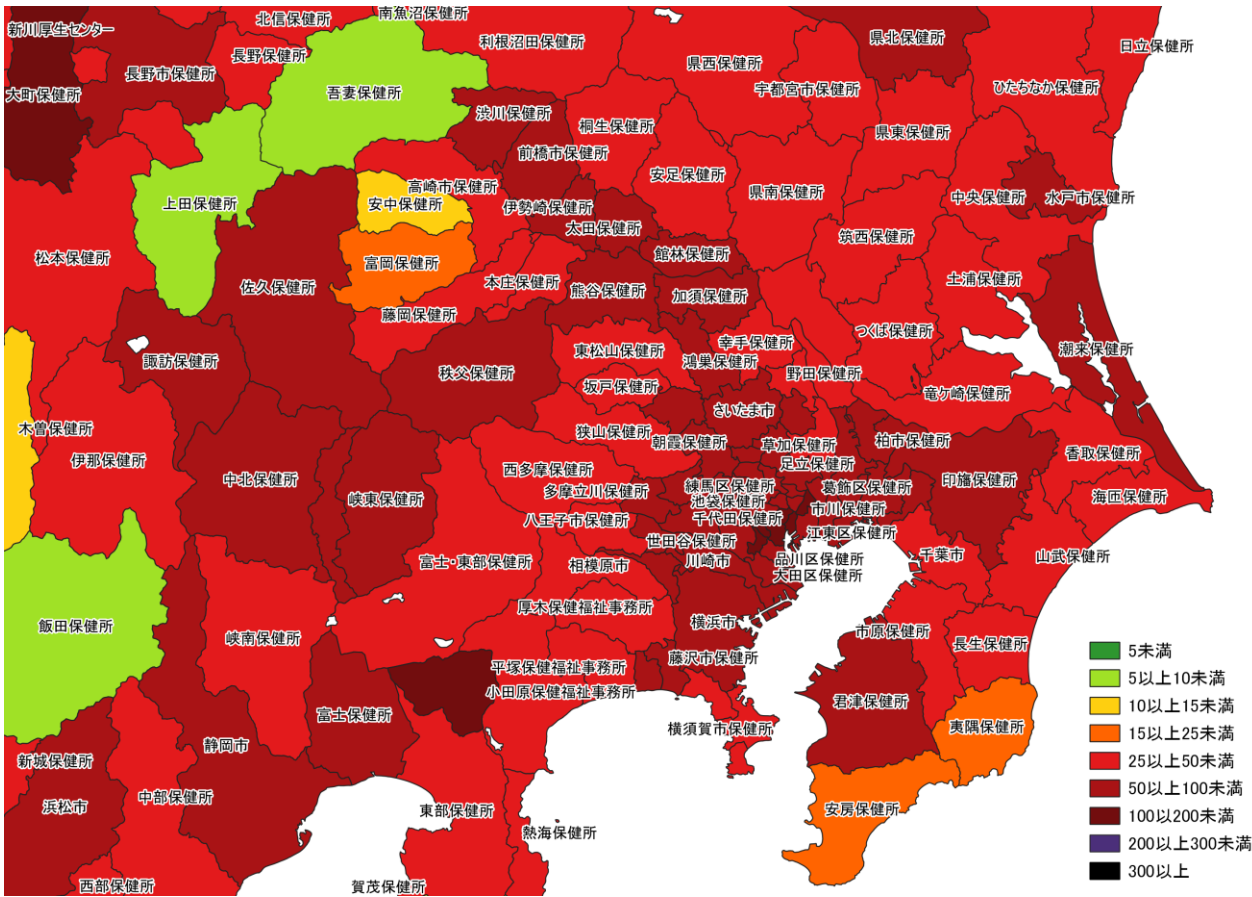 新川厚生センター
北信保健所
南魚沼保健所
利根沼田保健所
県北保健所
日立保健所
長野市保健所
長野保健所
県西保健所
大町保健所
吾妻保健所
宇都宮市保健所
ひたちなか保健所
渋川保健所
桐生保健所
県東保健所
前橋市保健所
安足保健所
県南保健所
高崎市保健所
中央保健所
水戸市保健所
上田保健所
安中保健所
伊勢崎保健所
太田保健所
筑西保健所
松本保健所
富岡保健所
館林保健所
佐久保健所
本庄保健所
熊谷保健所
加須保健所
土浦保健所
藤岡保健所
つくば保健所
幸手保健所
東松山保健所
鴻巣保健所
潮来保健所
諏訪保健所
秩父保健所
坂戸保健所
野田保健所
竜ケ崎保健所
さいたま市
木曽保健所
狭山保健所
朝霞保健所
草加保健所
柏市保健所
伊那保健所
香取保健所
足立保健所
西多摩保健所
中北保健所
峡東保健所
多摩立川保健所
練馬区保健所
葛飾区保健所
印旛保健所
海匝保健所
池袋保健所
市川保健所
八王子市保健所
千代田保健所
江東区保健所
世田谷保健所
富士・東部保健所
相模原市
川崎市
品川区保健所
千葉市
山武保健所
大田区保健所
厚木保健福祉事務所
横浜市
飯田保健所
峡南保健所
市原保健所
長生保健所
藤沢市保健所
平塚保健福祉事務所
小田原保健福祉事務所
君津保健所
富士保健所
横須賀市保健所
夷隅保健所
静岡市
新城保健所
中部保健所
浜松市
東部保健所
安房保健所
熱海保健所
西部保健所
賀茂保健所
5未満
5以上10未満
10以上15未満
15以上25未満
25以上50未満
50以上100未満
100以200未満
200以上300未満
300以上